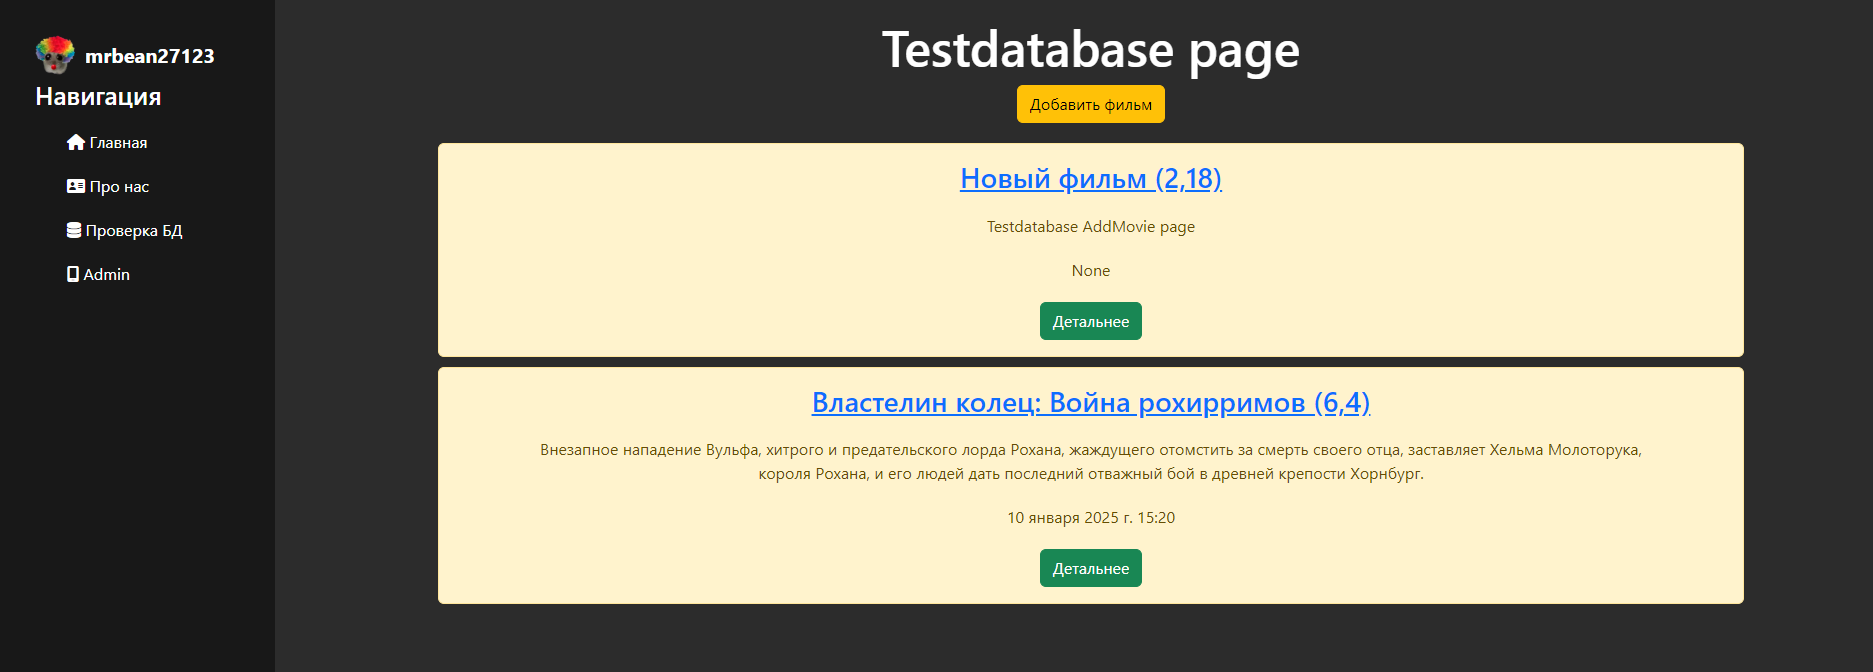 mrbean27123
Навигация
Главная
Про нас
Проверка БД
Admin
Testdatabase page
Добавить фильм
Новый фильм (2,18)
Testdatabase AddMovie page
None
Детальнее
Властелин колец: Война рохирримов (6,4)
Внезапное нападение Вульфа, хитрого и предательского лорда Рохана, жаждущего отомстить за смерть своего отца, заставляет Хельма Молоторука,
короля Рохана, и его людей дать последний отважный бой в древней крепости Хорнбург.
10 января 2025 г. 15:20
Детальнее